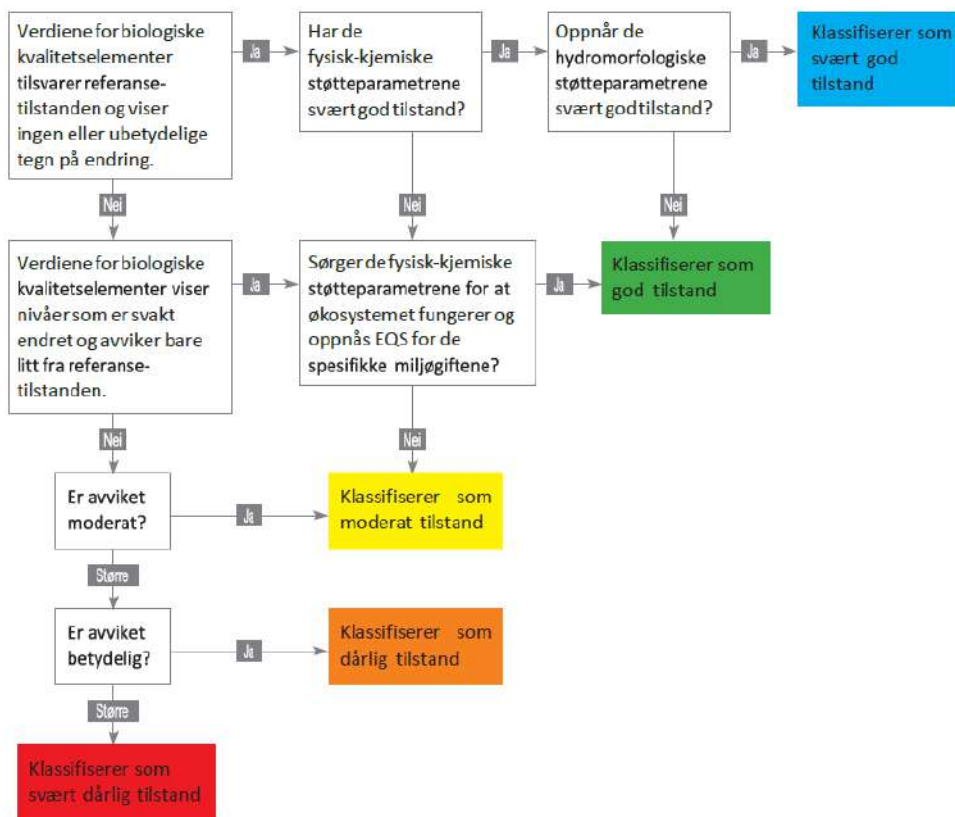 Verdiene for biologiske
kvalitetselementer
tilsvarer referanse-
tilstanden og viser
ingen eller ubetydelige
tegn på endring.
Ja
Har de
fysisk-kjemiske
støtteparametrene
svært god tilstand?
Ja
Oppnår de
hydromorfologiske
støtteparametrene
svært god tilstand?
Ja
Klassifiserer som
svært god
tilstand
Nei
Nei
Nei
Verdiene for biologiske
kvalitetselementer viser
nivåer som er svakt
endret og avviker bare
litt fra referanse-
tilstanden.
Ja
Sørger de fysisk-kjemiske
støtteparametrene for at
økosystemet fungerer og
oppnås EQS for de
spesifikke miljøgiftene?
Ja
Klassifiserer som
god tilstand
Nei
Nei
Er avviket
moderat?
Ja
Klassifiserer som
moderat tilstand
Større
Er avviket
betydelig?
Ja
Klassifiserer som
dårlig tilstand
Større
Klassifiserer som
svært dårlig tilstand